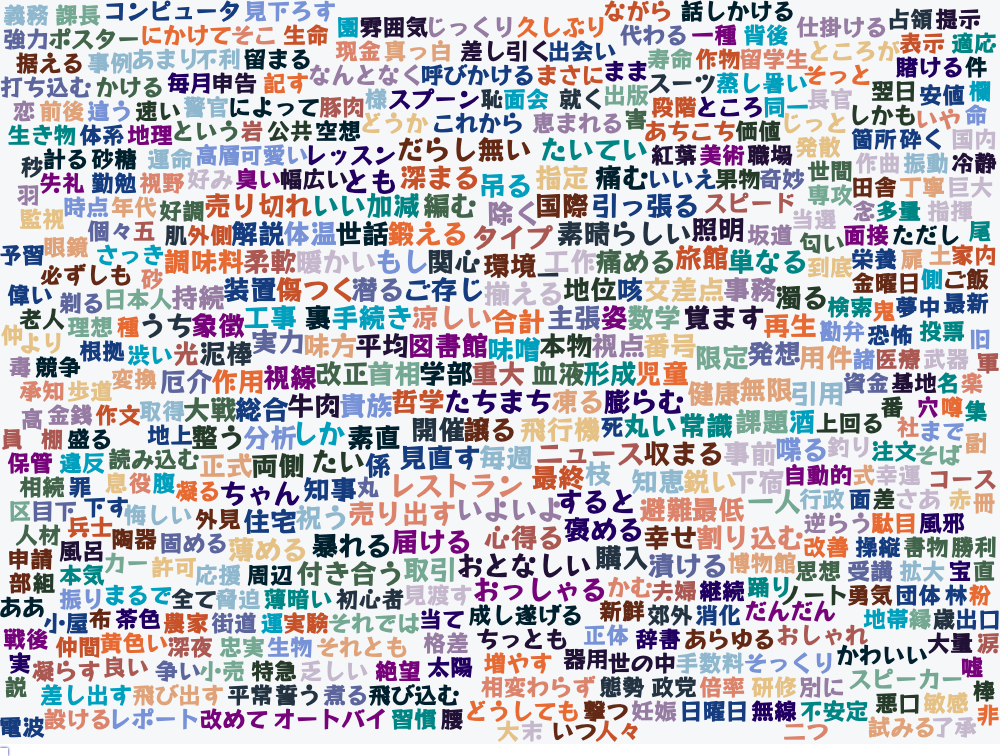 義務 課長 コンピュータ 見下ろす 園 雰囲気 じっくり 久しぶり ながら 話しかける 仕掛ける 占領 提示
強力 ポスター にかけて そこ 生命 現金 真っ白 差し引く 出会い 代わる 一種 背後 ところが 表示 適応
据える 事例 あまり 不利 留まる なんとなく 呼びかける まさに まま 寿命 作物 留学生 そっと 賭ける 件
打ち込む かける 毎月 申告 記す 様 スプーン 恥 面会 就く 出版 スーツ 蒸し暑い 長官 翌日 安値 欄
恋 前後 這う 速い 警官 によって 豚肉 どうか これから 恵まれる 害 段階 ところ 同一 じっと しかも いや 命
生き物 体系 地理 という 岩 公共 空想 あちこち 価値 発散 箇所 砕く 国内
秒 計る 砂糖 運命 高層 可愛い レッスン だらし無い たいてい 紅葉 美術 職場 世間 作曲 振動 冷静
羽 失礼 勤勉 視野 好み 臭い 幅広い とも 深まる 吊る 指定 痛む いいえ 果物 奇妙 専攻 田舎 丁寧 巨大
監視 時点 年代 好調 売り切れ いい加減 編む 除く 国際 引っ張る スピード 当選 念 多量 指揮
個々 五 肌 外側 解説 体温 世話 鍛える タイプ 素晴らしい 照明 坂道 匂い 面接 ただし 尾
予習 眼鏡 さっき 調味料 柔軟 暖かい もし 関心 環境 工作 痛める 旅館 単なる 到底 栄養 扉 土 家内
必ずしも 砂 装置 傷つく 潜る ご存じ 揃える 地位 咳 交差点 事務 濁る 金曜日 側 ご飯
偉い 剃る 日本人 持続 工事 裏 手続き 涼しい 合計 主張 姿 数学 覚ます 再生 検索 鬼 夢中 最新
仲 老人 理想 種 うち 象徴 実力 味方 平均 図書館 味噌 本物 視点 番号 勘弁 恐怖 投票 旧
より 根拠 渋い 光 泥棒 限定 発想 用件 諸 医療 武器 軍
毒 競争 変換 厄介 作用 視線 改正 首相 学部 重大 血液 形成 児童 健康 無限 引用 資金 基地 名 楽
承知 歩道 高 金銭 作文 取得 大戦 総合 牛肉 貴族 哲学 たちまち 凍る 膨らむ 番 穴 噂 集
員 棚 盛る 地上 整う 分析 しか 素直 開催 譲る 飛行機 死 丸い 常識 課題 酒 上回る 社 まで 副
保管 違反 読み込む 正式 両側 たい 係 見直す 毎週 ニュース 収まる 事前 喋る 釣り 注文 そば
相続 罪 息 役 腹 凝る ちゃん 知事 丸 レストラン 最終 枝 知恵 鋭い 下宿 自動的 式 幸運 コース
区 目下 下す 悔しい 外見 住宅 祝う 売り出す いよいよ すると 避難 最低 一人 行政 面 差 さあ 赤 冊
人材 兵士 陶器 固める 薄める 暴れる 届ける 心得る 褒める 幸せ 割り込む 逆らう 駄目 風邪
申請 風呂 カー 許可 応援 周辺 付き合う 取引 おとなしい 購入 漬ける 博物館 改善 操縦 書物 勝利
部 組 本気 振り まるで 全て 脅迫 薄暗い 初心者 見渡す おっしゃる かむ 夫婦 継続 踊り 思想 受講 拡大 宝 直
ああ 小屋 布 茶色 農家 街道 運 実験 それでは 当て 成し遂げる 新鮮 郊外 消化 だんだん ノート 勇気 団体 林 粉
戦後 仲間 黄色い 深夜 忠実 生物 それとも 格差 ちっとも 正体 辞書 あらゆる おしゃれ 地帯 縁 歳 出口
実 凝らす 良い 争い 小売 特急 乏しい 絶望 太陽 増やす 器用 世の中 手数料 そっくり かわいい 大量 涙
説 差し出す 飛び出す 平常 誓う 煮る 飛び込む 相変わらず 態勢 政党 倍率 研修 別に スピーカー 嘘
電波 設ける レポート 改めて オートバイ 習慣 腰 どうしても 撃つ 妊娠 日曜日 無線 不安定 悪口 敏感 棒 非
大 末 いつ 人々 二つ 試みる 了承